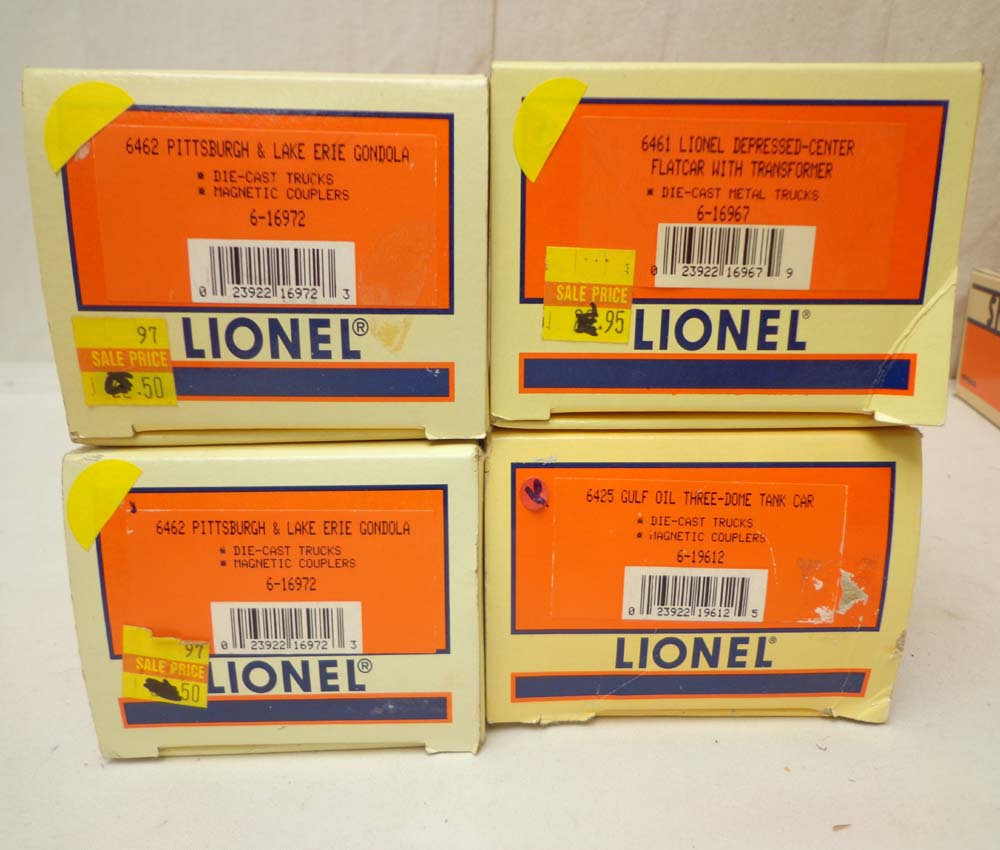 6462 PITTSBURGH & LAKE ERIE GONDOLA
* DIE-CAST TRUCKS
* MAGNETIC COUPLERS
6-16972
0 23922 16972 3
97
SALE PRICE
.50
LIONEL®
6461 LIONEL DEPRESSED-CENTER
FLATCAR WITH TRANSFORMER
* DIE-CAST METAL TRUCKS
6-16967
0 23922 16967 9
SALE PRICE
.95
LIONEL®
6462 PITTSBURGH & LAKE ERIE GONDOLA
* DIE-CAST TRUCKS
* MAGNETIC COUPLERS
6-16972
0 23922 16972 3
97
SALE PRICE
50
LIONEL®
6425 GULF OIL THREE-DOME TANK CAR
* DIE-CAST TRUCKS
* MAGNETIC COUPLERS
6-19612
0 23922 19612 5
LIONEL®